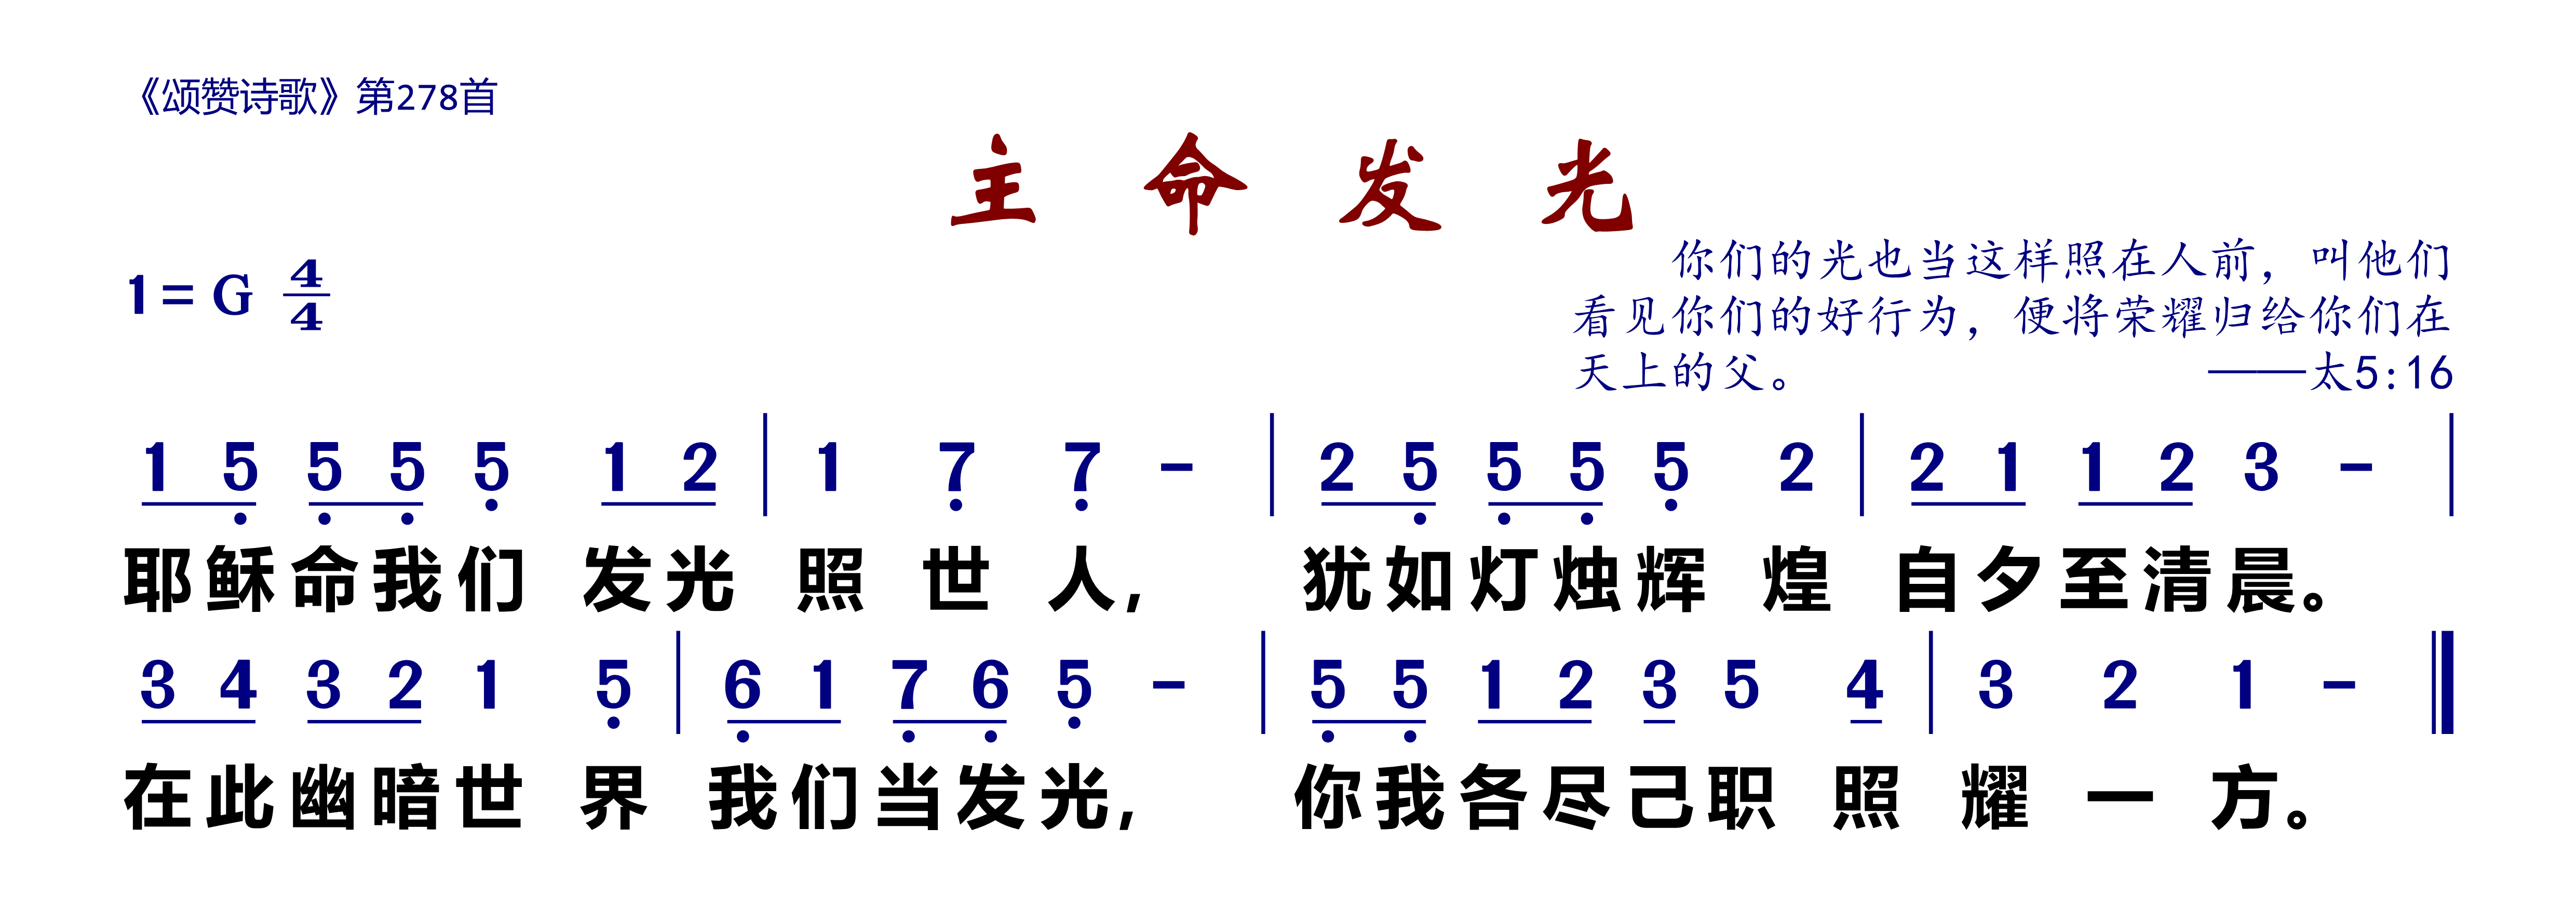 《颂赞诗歌》第278首
主 命 发 光
1=G 4/4
你们的光也当这样照在人前，叫他们
看见你们的好行为，便将荣耀归给你们在
天上的父。 ——太5:16
1 5̣ 5̣ 5̣ 5̣ 1 2 | 1 7̣ 7̣ - | 2 5̣ 5̣ 5̣ 5̣ 2 | 2 1 1 2 3 - |
耶稣命我们 发光 照 世 人， 犹如灯烛辉 煌 自夕至清晨。
3 4 3 2 1 5̣ | 6̣ 1 7̣ 6̣ 5̣ - | 5̣ 5̣ 1 2 3 5 4 | 3 2 1 - ‖
在此幽暗世 界 我们当发光， 你我各尽己职 照 耀 一 方。